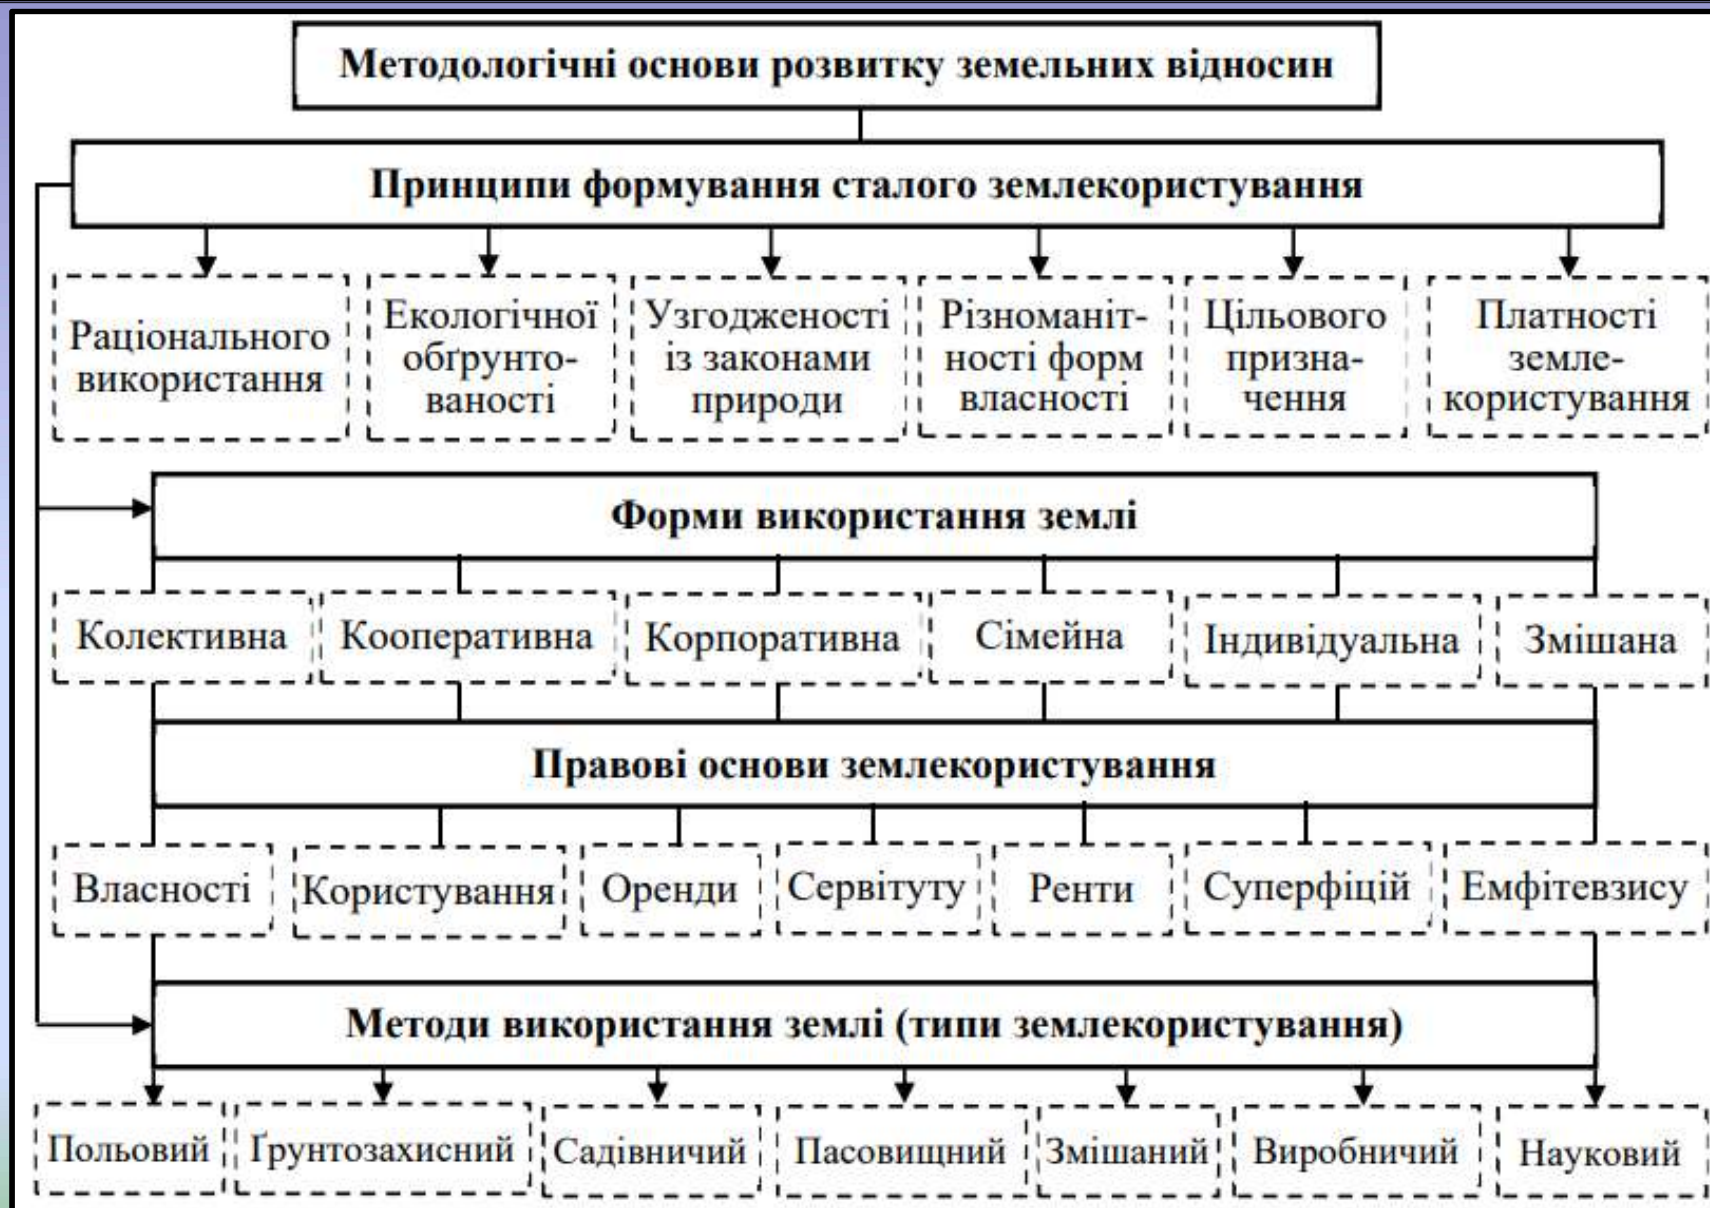 Методологічні основи розвитку земельних відносин
Принципи формування сталого землекористування
Раціонального
використання
Екологічної
обґрунто-
ваності
Узгодженості
із законами
природи
Різноманіт-
ності форм
власності
Цільового
призна-
чення
Платності
земле-
користування
Форми використання землі
Колективна
Кооперативна
Корпоративна
Сімейна
Індивідуальна
Змішана
Правові основи землекористування
Власності
Користування
Оренди
Сервітуту
Ренти
Суперфіцій
Емфітевзису
Методи використання землі (типи землекористування)
Польовий
Ґрунтозахисний
Садівничий
Пасовищний
Змішаний
Виробничий
Науковий